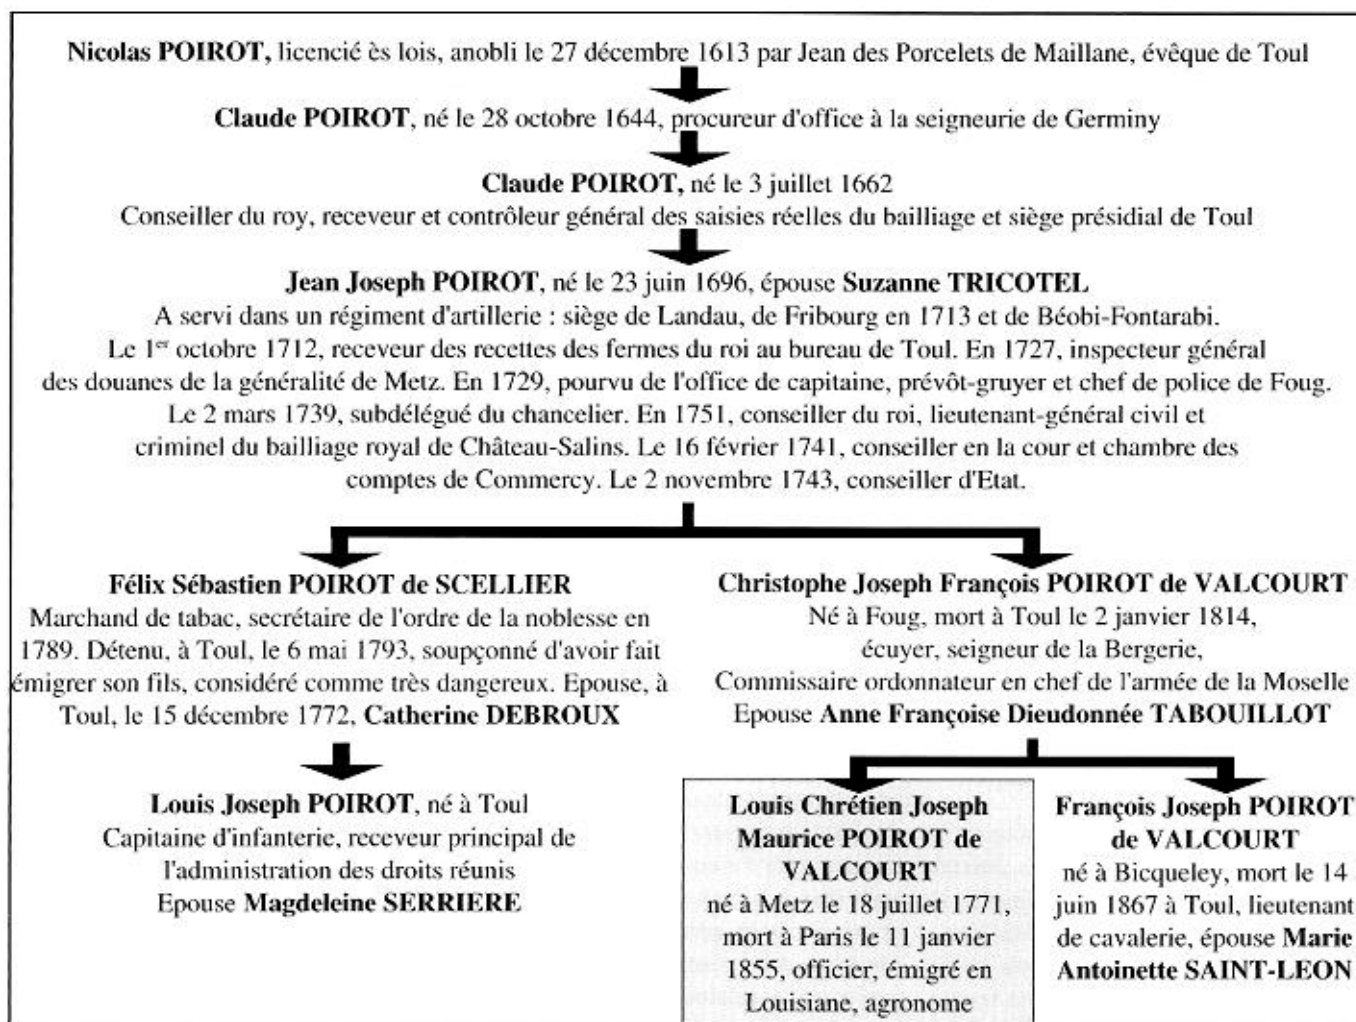 Nicolas POIROT, licencié ès lois, anobli le 27 décembre 1613 par Jean des Porcelets de Maillane, évêque de Toul
Claude POIROT, né le 28 octobre 1644, procureur d'office à la seigneurie de Germiny
Claude POIROT, né le 3 juillet 1662
Conseiller du roy, receveur et contrôleur général des saisies réelles du bailliage et siège présidial de Toul
Jean Joseph POIROT, né le 23 juin 1696, épouse Suzanne TRICOTEL
A servi dans un régiment d'artillerie : siège de Landau, de Fribourg en 1713 et de Béobi-Fontarabi.
Le 1er octobre 1712, receveur des recettes des fermes du roi au bureau de Toul. En 1727, inspecteur général
des douanes de la généralité de Metz. En 1729, pourvu de l'office de capitaine, prévôt-gruyer et chef de police de Foug.
Le 2 mars 1739, subdélégué du chancelier. En 1751, conseiller du roi, lieutenant-général civil et
criminel du bailliage royal de Château-Salins. Le 16 février 1741, conseiller en la cour et chambre des
comptes de Commercy. Le 2 novembre 1743, conseiller d'Etat.
Félix Sébastien POIROT de SCELLIER
Marchand de tabac, secrétaire de l'ordre de la noblesse en
1789. Détenu, à Toul, le 6 mai 1793, soupçonné d'avoir fait
émigrer son fils, considéré comme très dangereux. Epouse, à
Toul, le 15 décembre 1772, Catherine DEBROUX
Christophe Joseph François POIROT de VALCOURT
Né à Foug, mort à Toul le 2 janvier 1814,
écuyer, seigneur de la Bergerie,
Commissaire ordonnateur en chef de l'armée de la Moselle
Epouse Anne Françoise Dieudonnée TABOUILLOT
Louis Joseph POIROT, né à Toul
Capitaine d'infanterie, receveur principal de
l'administration des droits réunis
Epouse Magdeleine SERRIERE
Louis Chrétien Joseph
Maurice POIROT de
VALCOURT
né à Metz le 18 juillet 1771,
mort à Paris le 11 janvier
1855, officier, émigré en
Louisiane, agronome
François Joseph POIROT
de VALCOURT
né à Bicqueley, mort le 14
juin 1867 à Toul, lieutenant
de cavalerie, épouse Marie
Antoinette SAINT-LEON